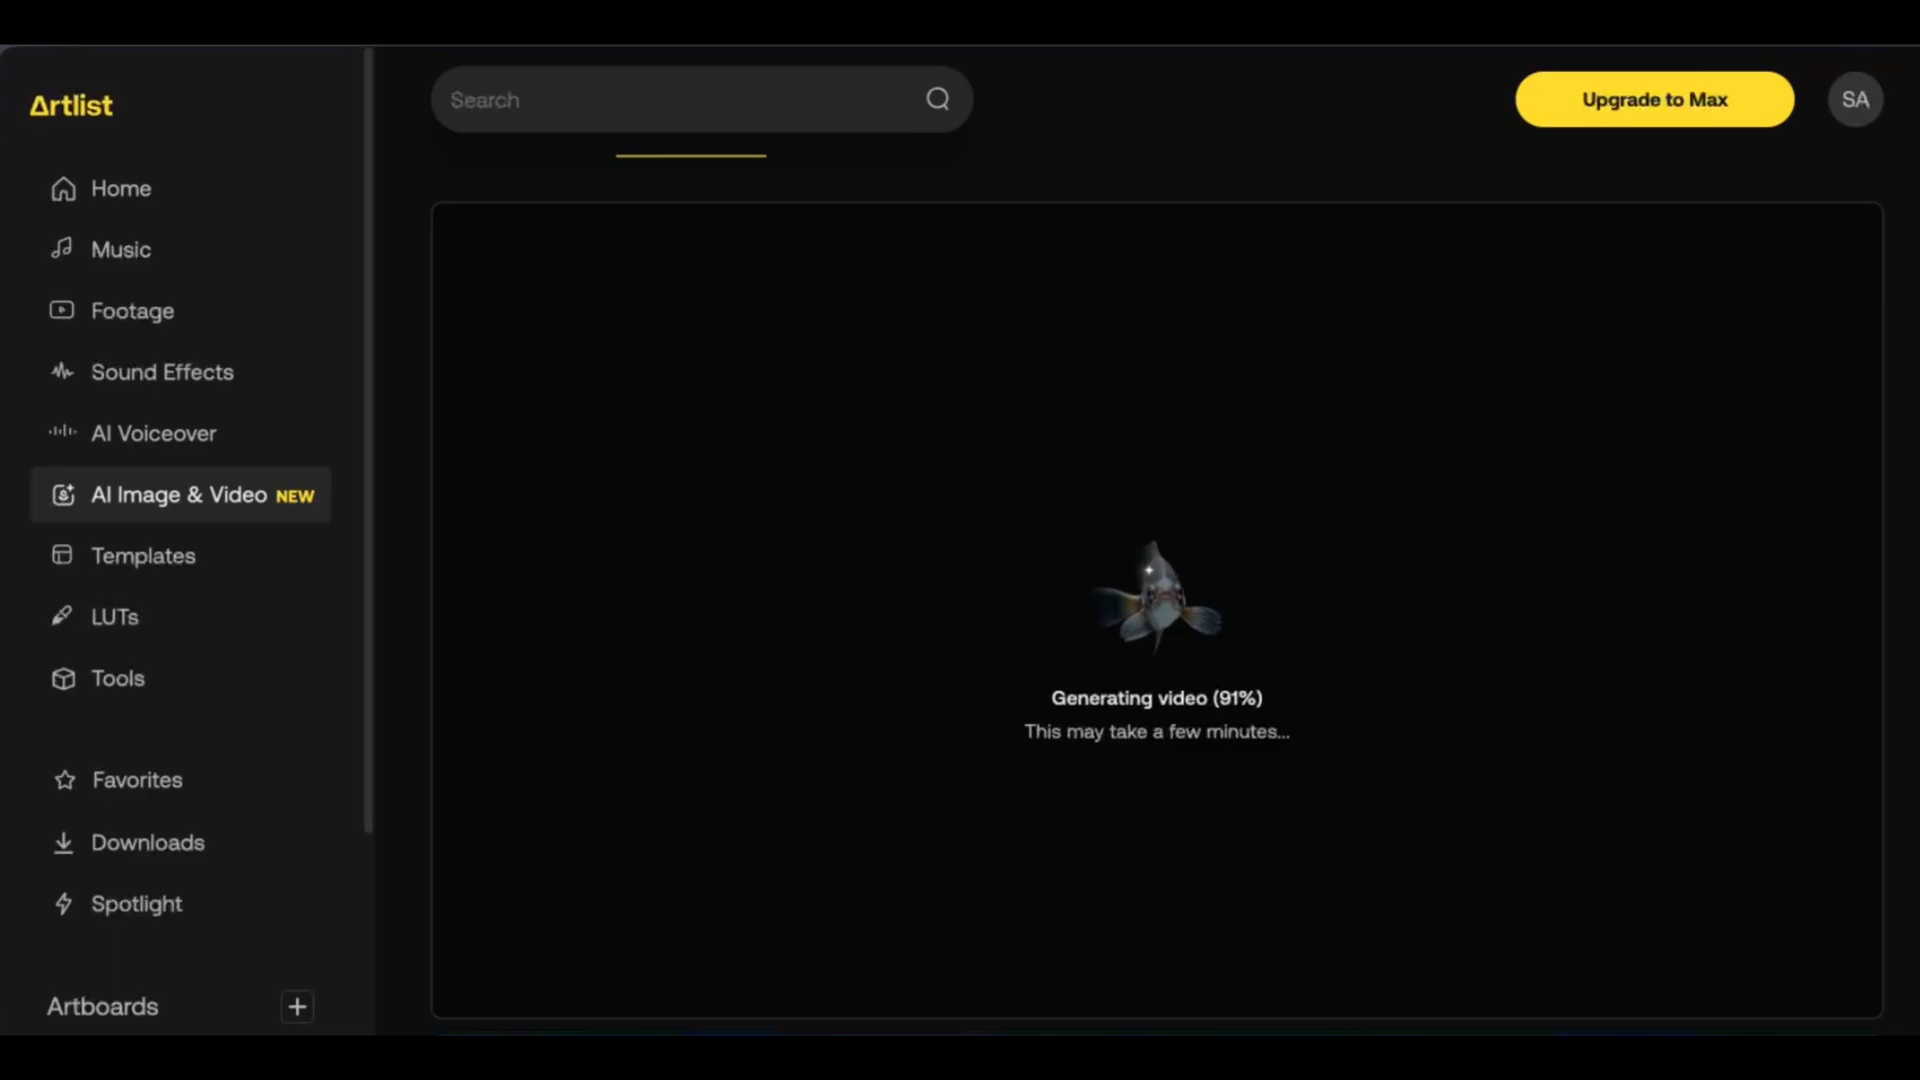 Artlist
Search
Upgrade to Max
SA
Home
Music
Footage
Sound Effects
AI Voiceover
AI Image & Video NEW
Templates
LUTs
Tools
Favorites
Downloads
Spotlight
Artboards
Generating video (91%)
This may take a few minutes...